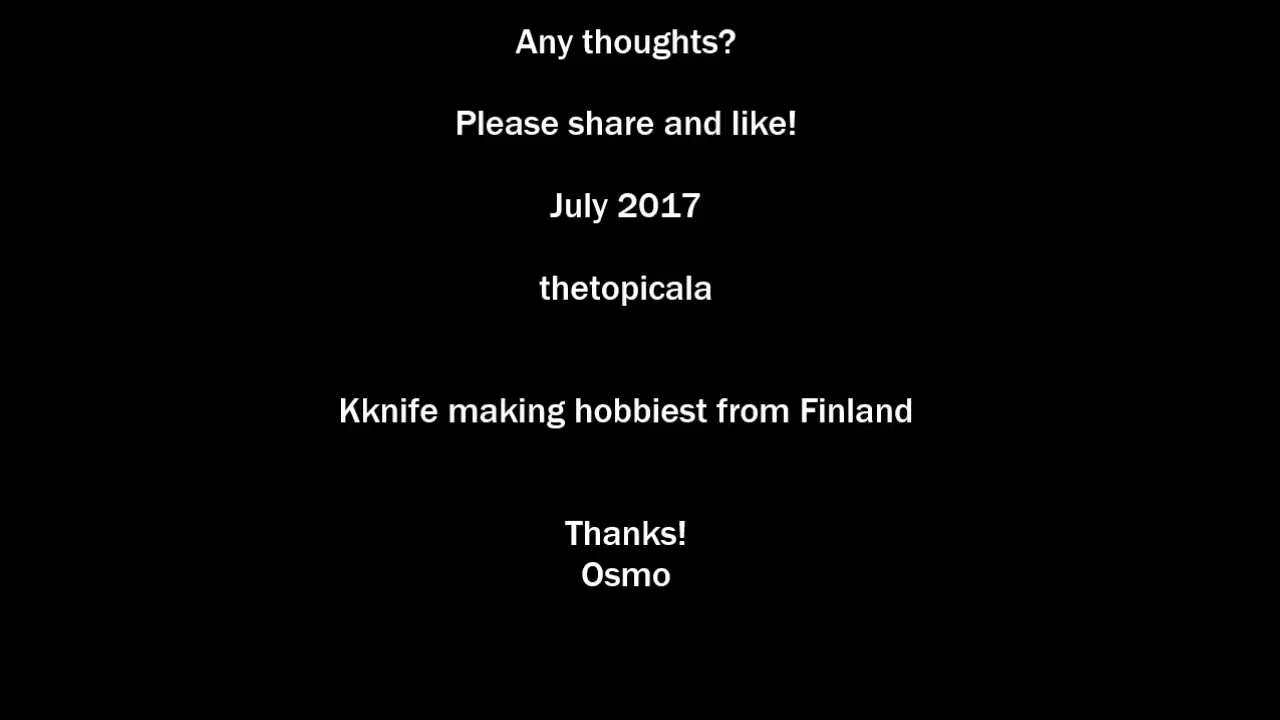 Any thoughts?
Please share and like!
July 2017
thetopicala
Kknife making hobbiest from Finland
Thanks!
Osmo